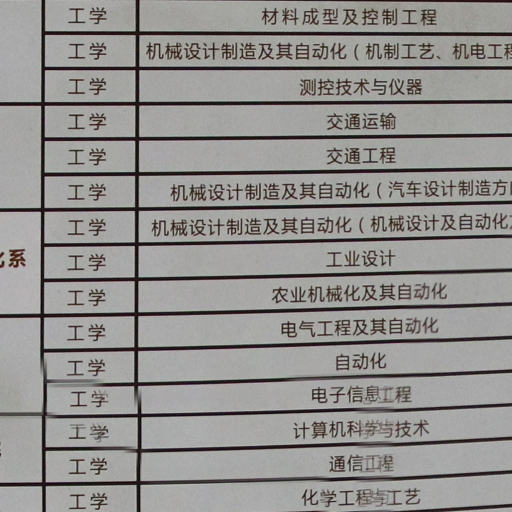 工学 材料成型及控制工程
工学 机械设计制造及其自动化（机制工艺、机电工程
工学 测控技术与仪器
工学 交通运输
工学 交通工程
工学 机械设计制造及其自动化（汽车设计制造方向
工学 机械设计制造及其自动化（机械设计及自动化
化系 工学 工业设计
工学 农业机械化及其自动化
工学 电气工程及其自动化
工学 自动化
工学 电子信息工程
工学 计算机科学与技术
工学 通信工程
工学 化学工程与工艺